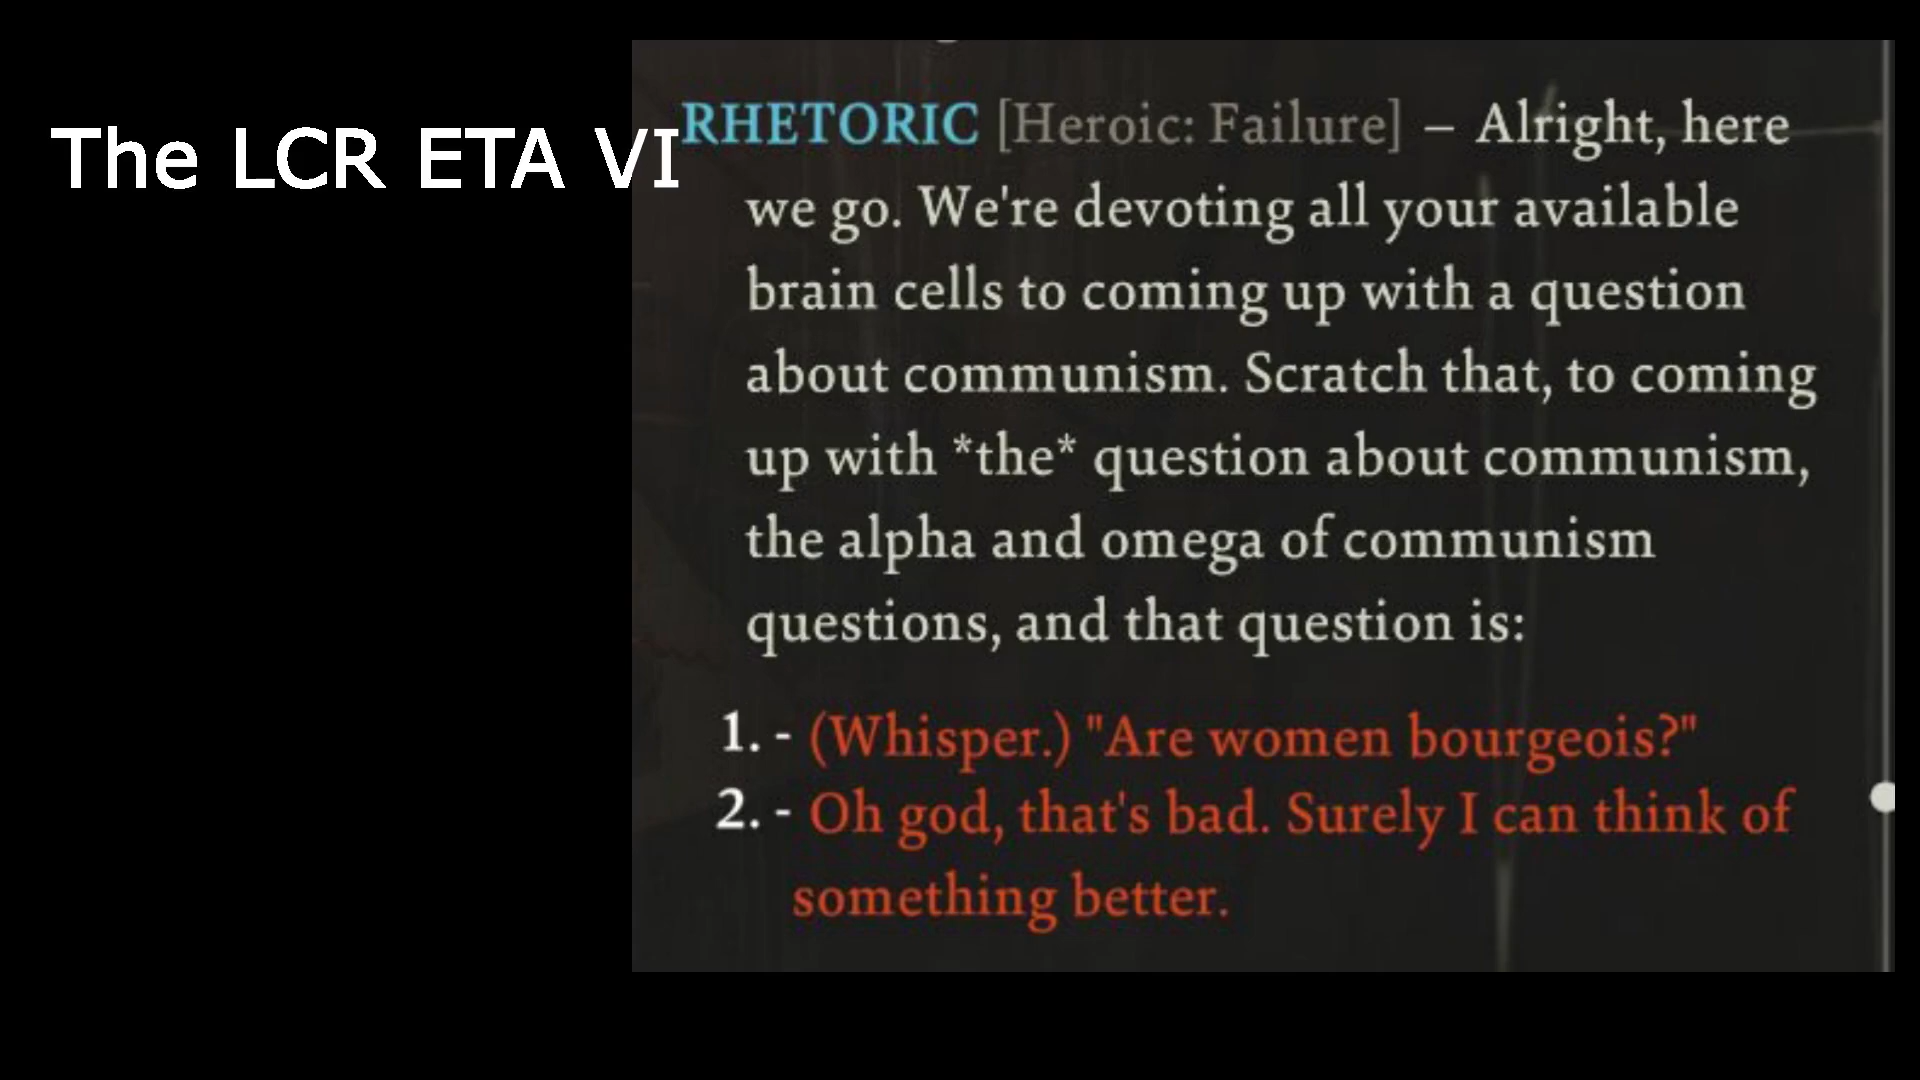 The LCR ETA VI
RHETORIC [Heroic: Failure] – Alright, here
we go. We're devoting all your available
brain cells to coming up with a question
about communism. Scratch that, to coming
up with *the* question about communism,
the alpha and omega of communism
questions, and that question is:
1. - (Whisper.) "Are women bourgeois?"
2. - Oh god, that's bad. Surely I can think of
something better.